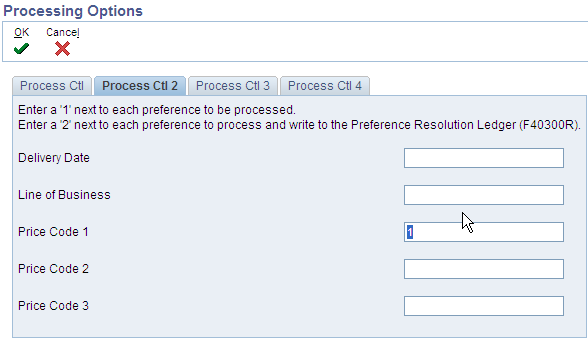 Processing Options
OK Cancel
Process Ctl Process Ctl 2 Process Ctl 3 Process Ctl 4
Enter a '1' next to each preference to be processed.
Enter a '2' next to each preference to process and write to the Preference Resolution Ledger (F40300R).
Delivery Date
Line of Business
Price Code 1 1
Price Code 2
Price Code 3